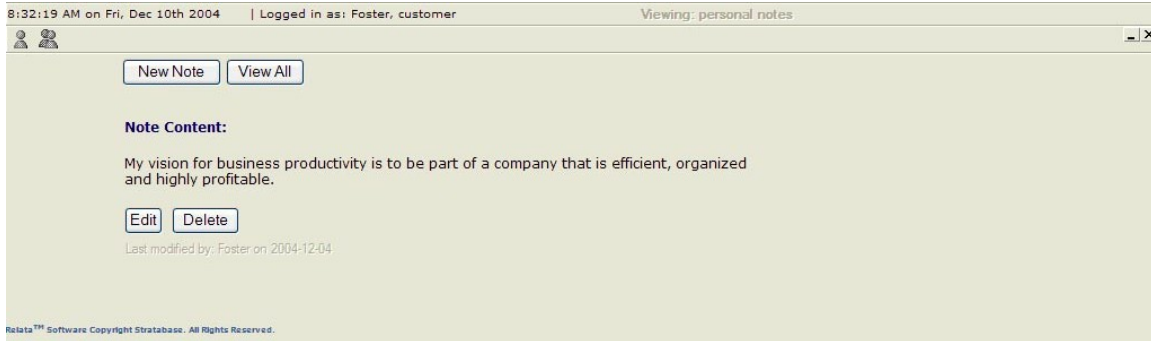 8:32:19 AM on Fri, Dec 10th 2004 | Logged in as: Foster, customer Viewing: personal notes
New Note View All
Note Content:
My vision for business productivity is to be part of a company that is efficient, organized
and highly profitable.
Edit Delete
Last modified by: Foster on 2004-12-04
Relata™ Software Copyright Stratabase. All Rights Reserved.